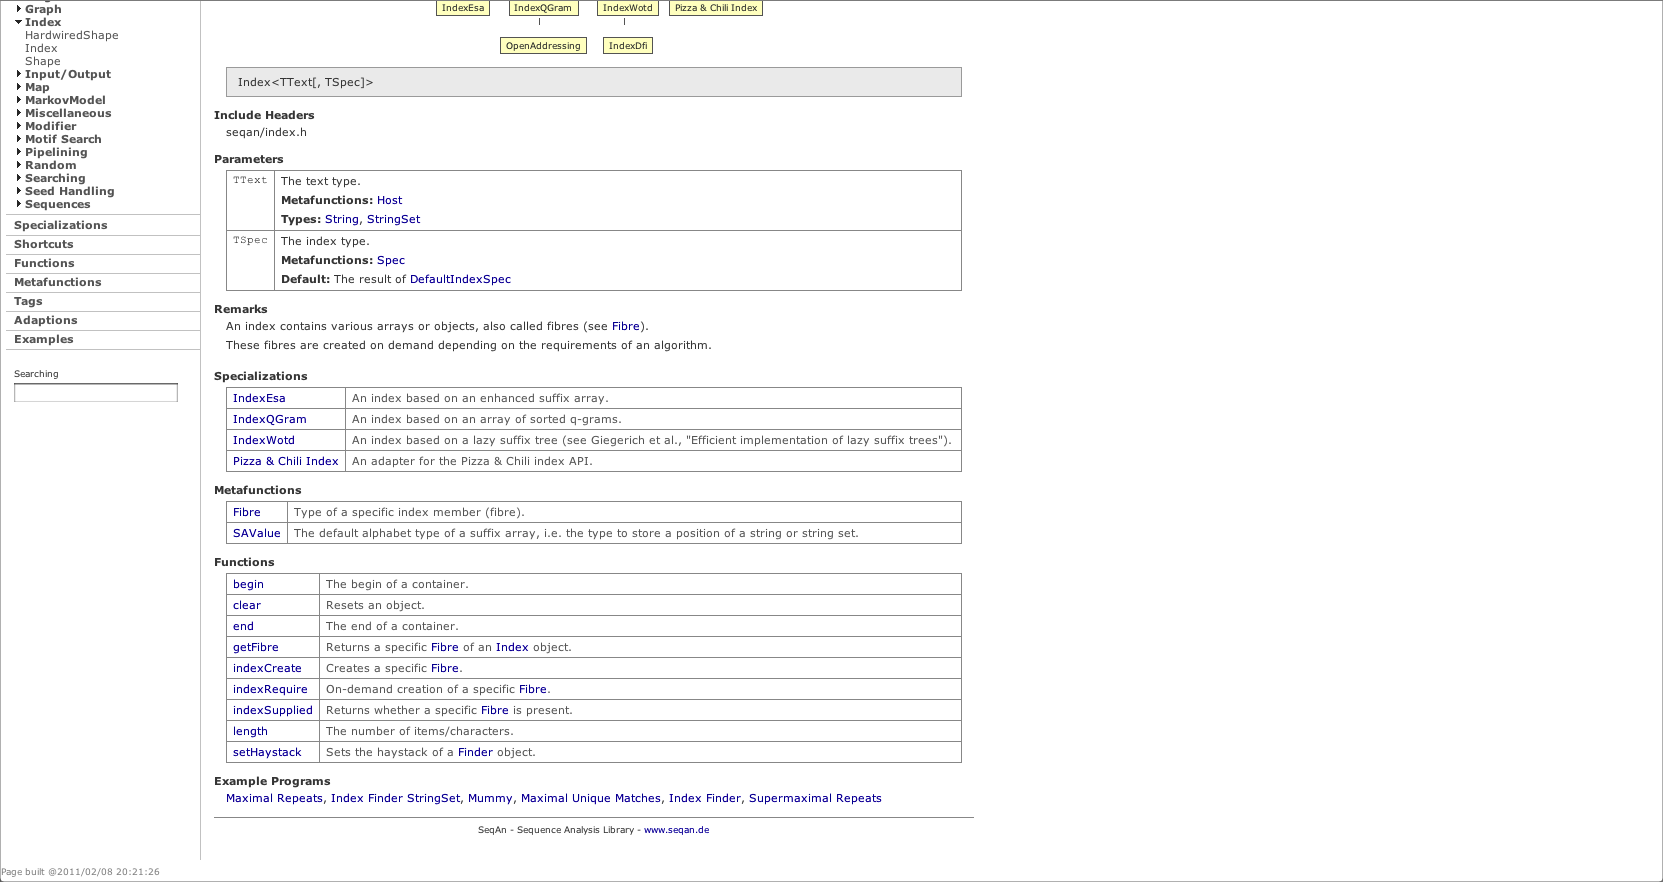 Graph
Index
HardwiredShape
Index
Shape
Input/Output
Map
MarkovModel
Miscellaneous
Modifier
Motif Search
Pipelining
Random
Searching
Seed Handling
Sequences
Specializations
Shortcuts
Functions
Metafunctions
Tags
Adaptions
Examples
Searching
IndexEsa IndexQGram IndexWotd Pizza & Chili Index
OpenAddressing IndexDfi
Index<TText[, TSpec]>
Include Headers
seqan/index.h
Parameters
TText The text type.
Metafunctions: Host
Types: String, StringSet
TSpec The index type.
Metafunctions: Spec
Default: The result of DefaultIndexSpec
Remarks
An index contains various arrays or objects, also called fibres (see Fibre).
These fibres are created on demand depending on the requirements of an algorithm.
Specializations
IndexEsa An index based on an enhanced suffix array.
IndexQGram An index based on an array of sorted q-grams.
IndexWotd An index based on a lazy suffix tree (see Giegerich et al., "Efficient implementation of lazy suffix trees").
Pizza & Chili Index An adapter for the Pizza & Chili index API.
Metafunctions
Fibre Type of a specific index member (fibre).
SAValue The default alphabet type of a suffix array, i.e. the type to store a position of a string or string set.
Functions
begin The begin of a container.
clear Resets an object.
end The end of a container.
getFibre Returns a specific Fibre of an Index object.
indexCreate Creates a specific Fibre.
indexRequire On-demand creation of a specific Fibre.
indexSupplied Returns whether a specific Fibre is present.
length The number of items/characters.
setHaystack Sets the haystack of a Finder object.
Example Programs
Maximal Repeats, Index Finder StringSet, Mummy, Maximal Unique Matches, Index Finder, Supermaximal Repeats
SeqAn - Sequence Analysis Library - www.seqan.de
Page built @2011/02/08 20:21:26